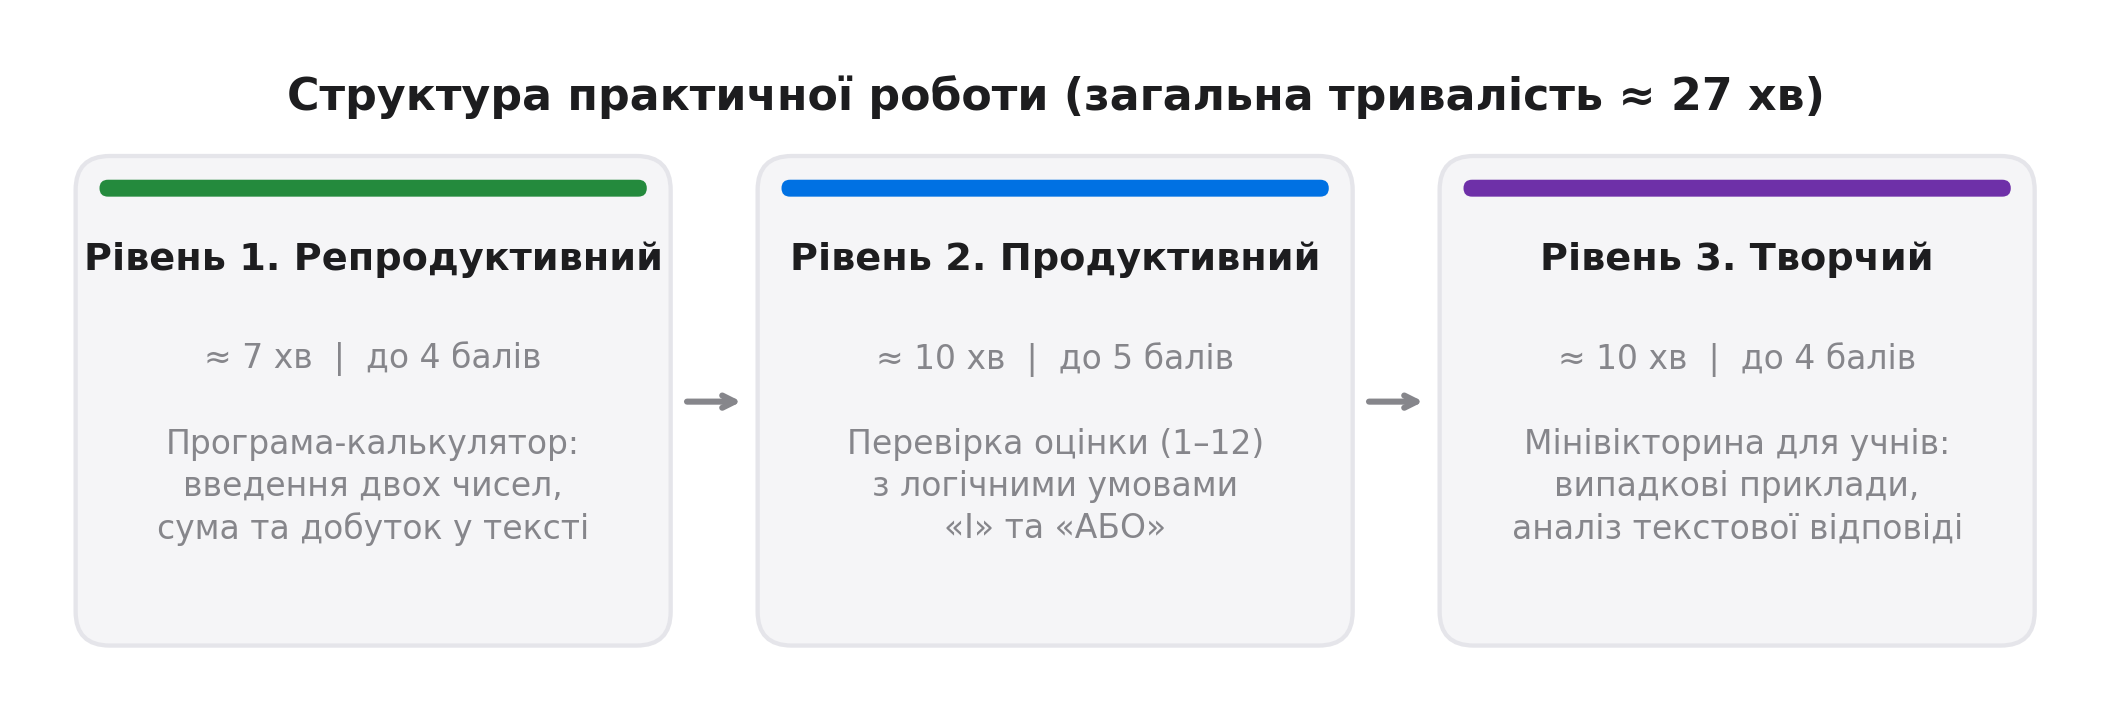 Структура практичної роботи (загальна тривалість ≈ 27 хв)
Рівень 1. Репродуктивний
≈ 7 хв | до 4 балів
Програма-калькулятор:
введення двох чисел,
сума та добуток у тексті
Рівень 2. Продуктивний
≈ 10 хв | до 5 балів
Перевірка оцінки (1–12)
з логічними умовами
«І» та «АБО»
Рівень 3. Творчий
≈ 10 хв | до 4 балів
Мінівікторина для учнів:
випадкові приклади,
аналіз текстової відповіді